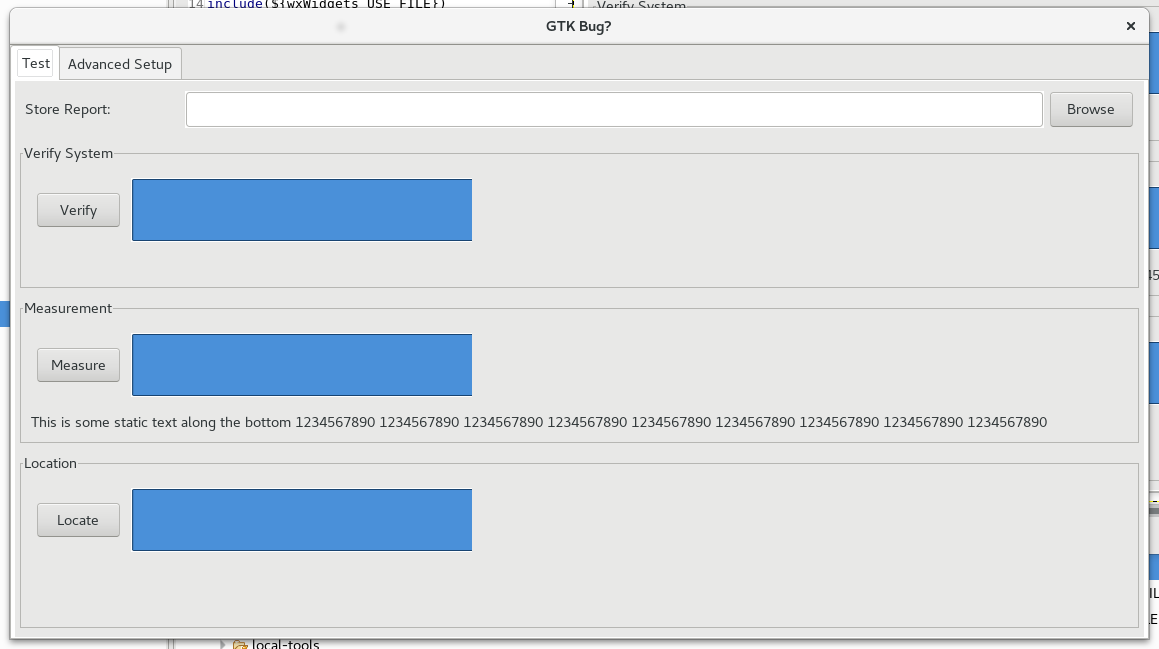 14 include(${wxWidgets_USE_FILE})
Verify System
GTK Bug?
Test
Advanced Setup
Store Report:
Browse
Verify System
Verify
Measurement
Measure
This is some static text along the bottom 1234567890 1234567890 1234567890 1234567890 1234567890 1234567890 1234567890 1234567890 1234567890
Location
Locate
local-tools